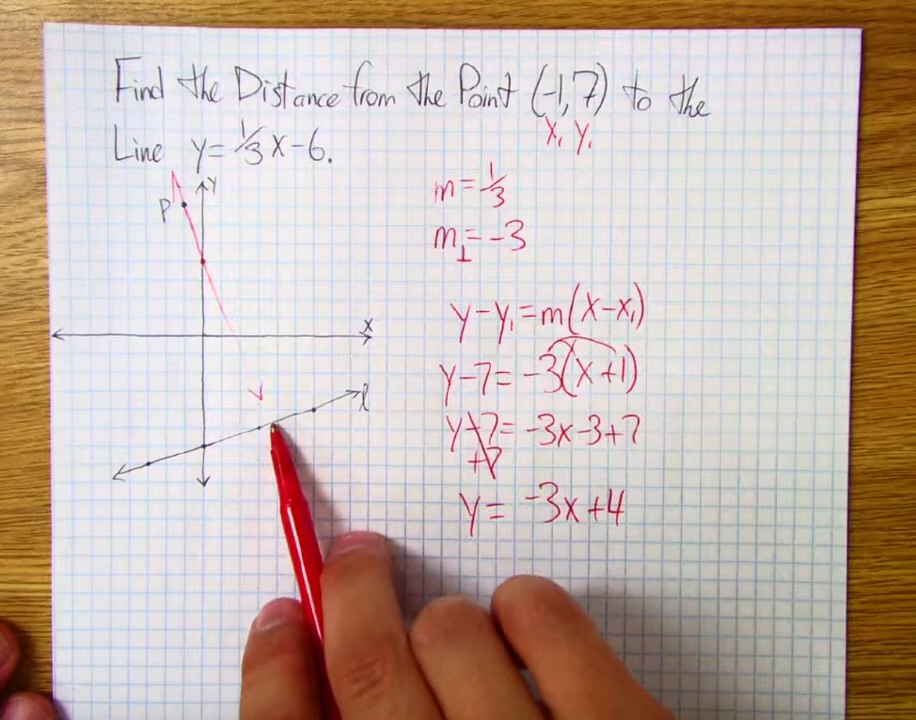 Find the Distance from the Point (-1,7) to the
x₁ y₁
Line y=⅓x-6.
y
P
x
l
m=⅓
m⊥=-3
y-y₁=m(x-x₁)
y-7=-3(x+1)
y-7=-3x-3+7
+7
y=-3x+4